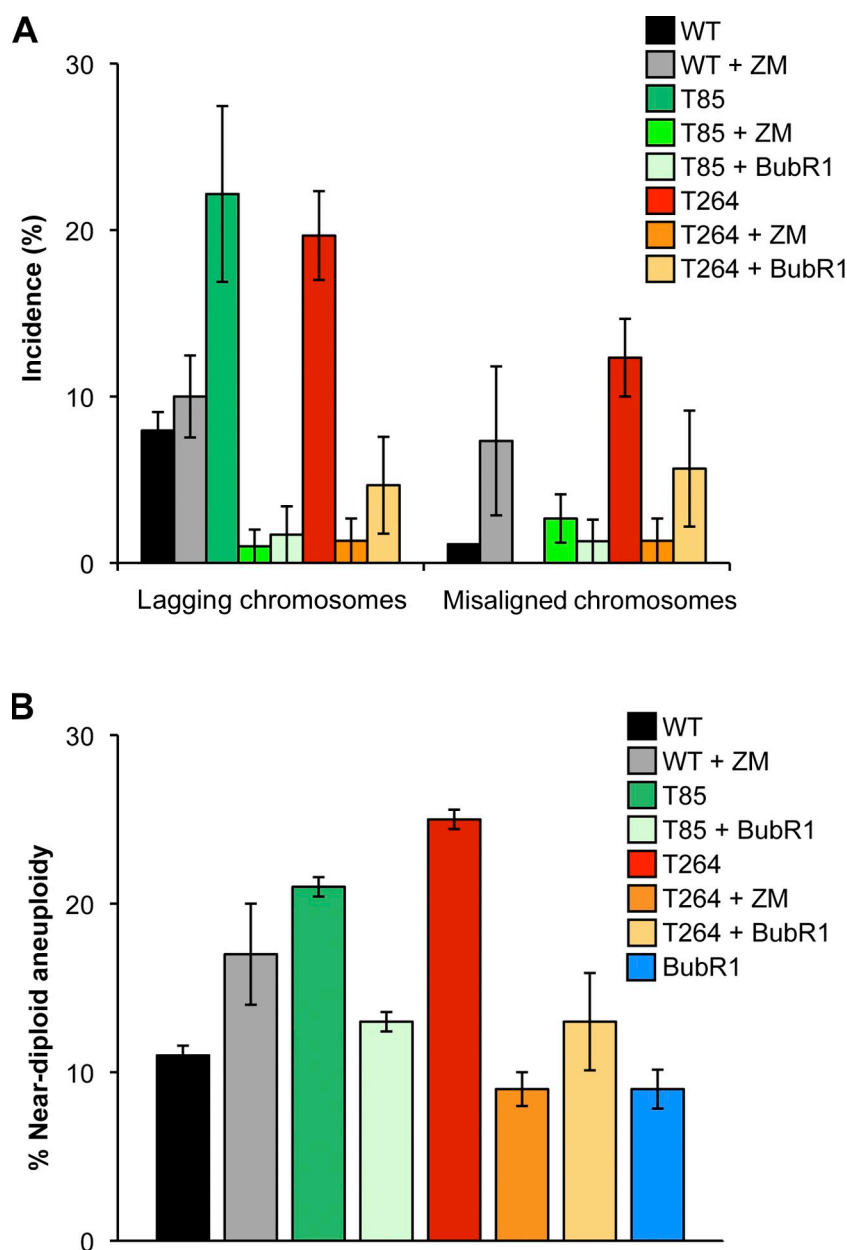 A
WT
WT + ZM
T85
T85 + ZM
T85 + BubR1
T264
T264 + ZM
T264 + BubR1
30
20
10
0
Incidence (%)
Lagging chromosomes
Misaligned chromosomes
B
WT
WT + ZM
T85
T85 + BubR1
T264
T264 + ZM
T264 + BubR1
BubR1
30
20
10
0
% Near-diploid aneuploidy